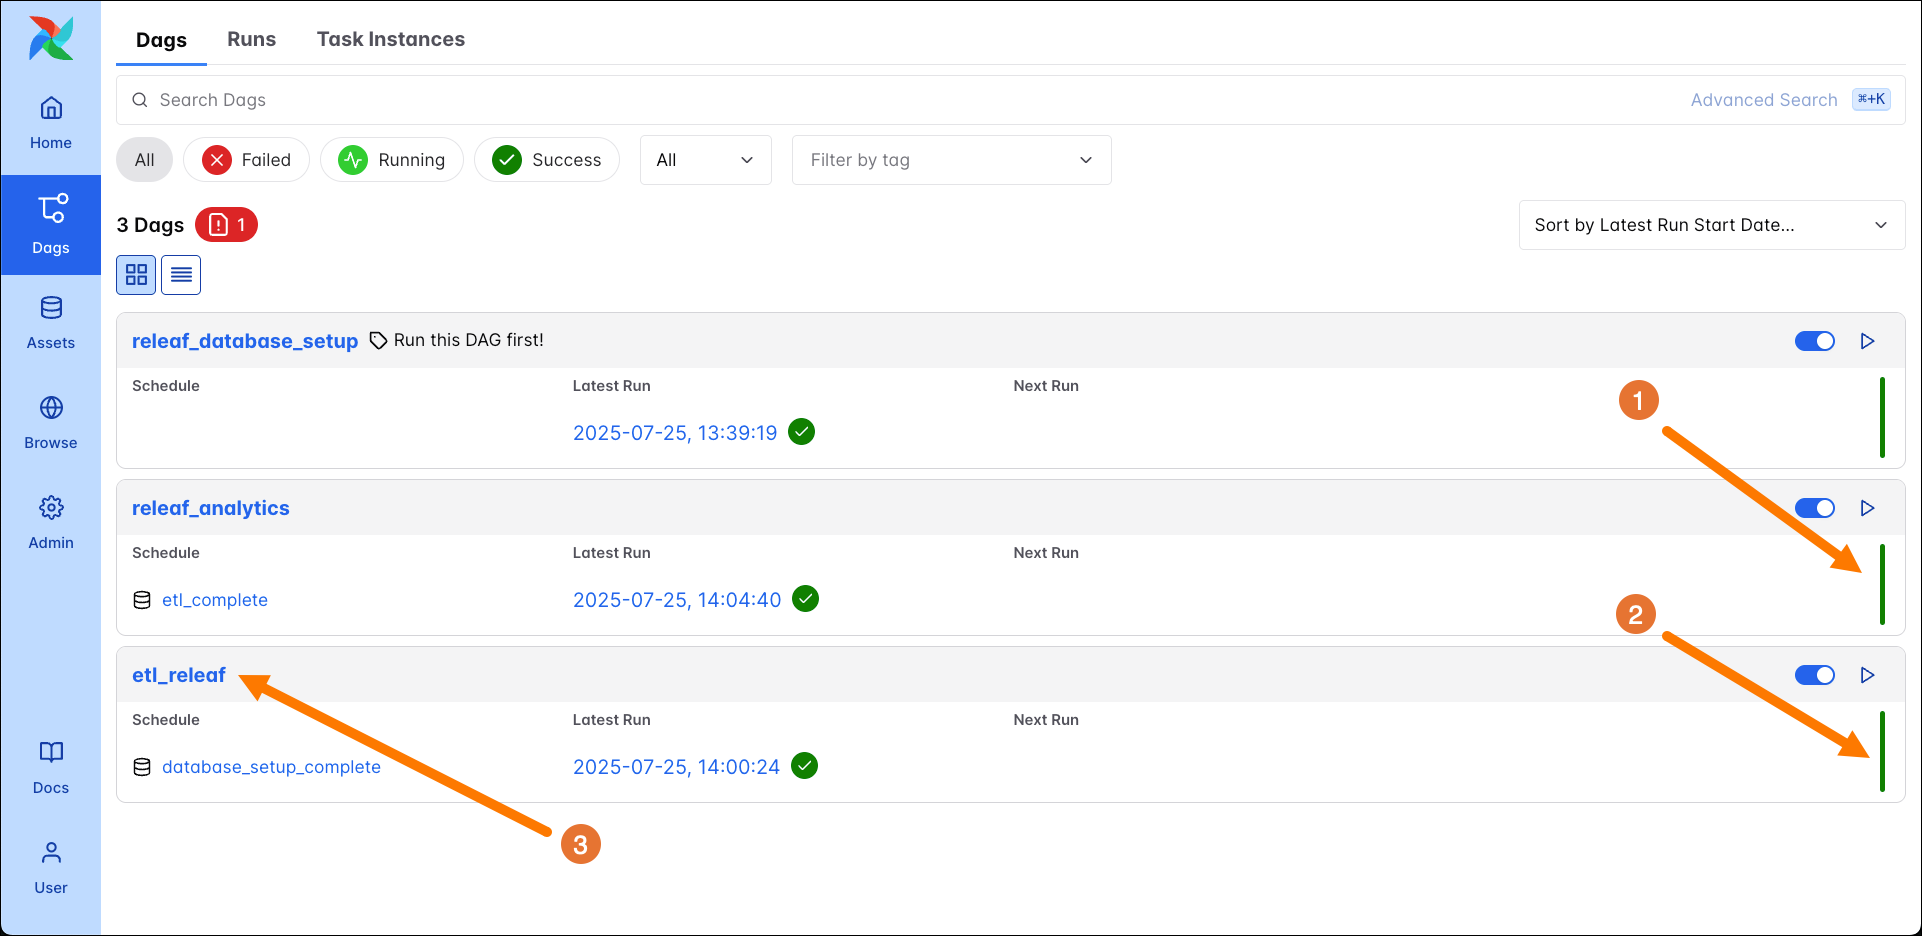 Dags Runs Task Instances
Search Dags Advanced Search ⌘+K
Home
All Failed Running Success All Filter by tag
3 Dags 1 Sort by Latest Run Start Date...
Dags
releaf_database_setup Run this DAG first!
Assets
Schedule Latest Run Next Run
1
2025-07-25, 13:39:19
Browse
releaf_analytics
Admin
Schedule Latest Run Next Run
etl_complete 2025-07-25, 14:04:40
2
etl_releaf
Schedule Latest Run Next Run
database_setup_complete 2025-07-25, 14:00:24
Docs
3
User